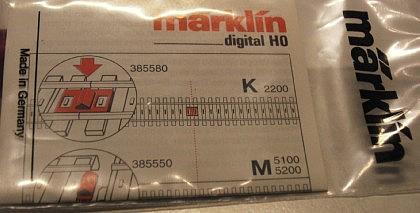 märklin
digital H0
Made in Germany
385580
K 2200
385550
M 5100
5200
märklin